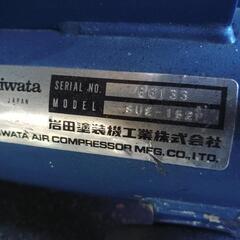 iwata
JAPAN
SERIAL NO.
MODEL
岩田塗装機工業株式会社
IWATA AIR COMPRESSOR MFG. CO., LTD.